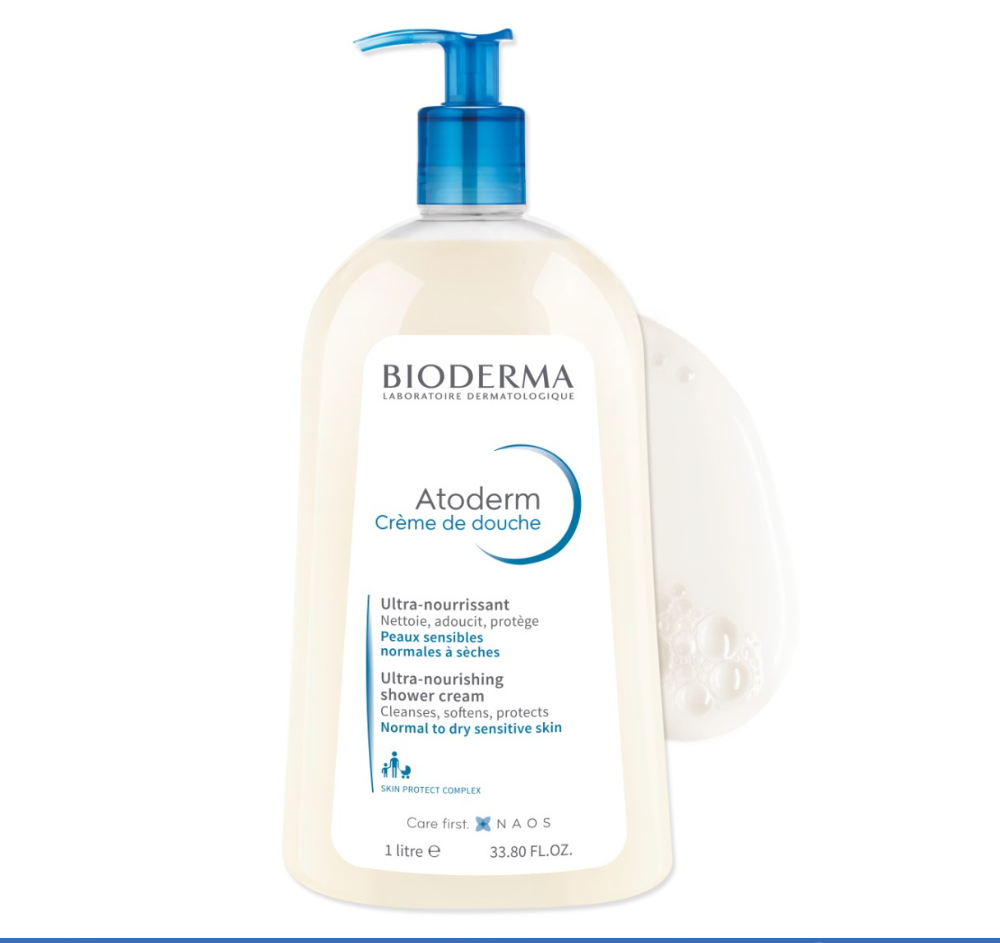 BIODERMA
LABORATOIRE DERMATOLOGIQUE
Atoderm
Crème de douche
Ultra-nourrissant
Nettoie, adoucit, protège
Peaux sensibles
normales à sèches
Ultra-nourishing
shower cream
Cleanses, softens, protects
Normal to dry sensitive skin
SKIN PROTECT COMPLEX
Care first. NAOS
1 litre ℮ 33.80 FL.OZ.